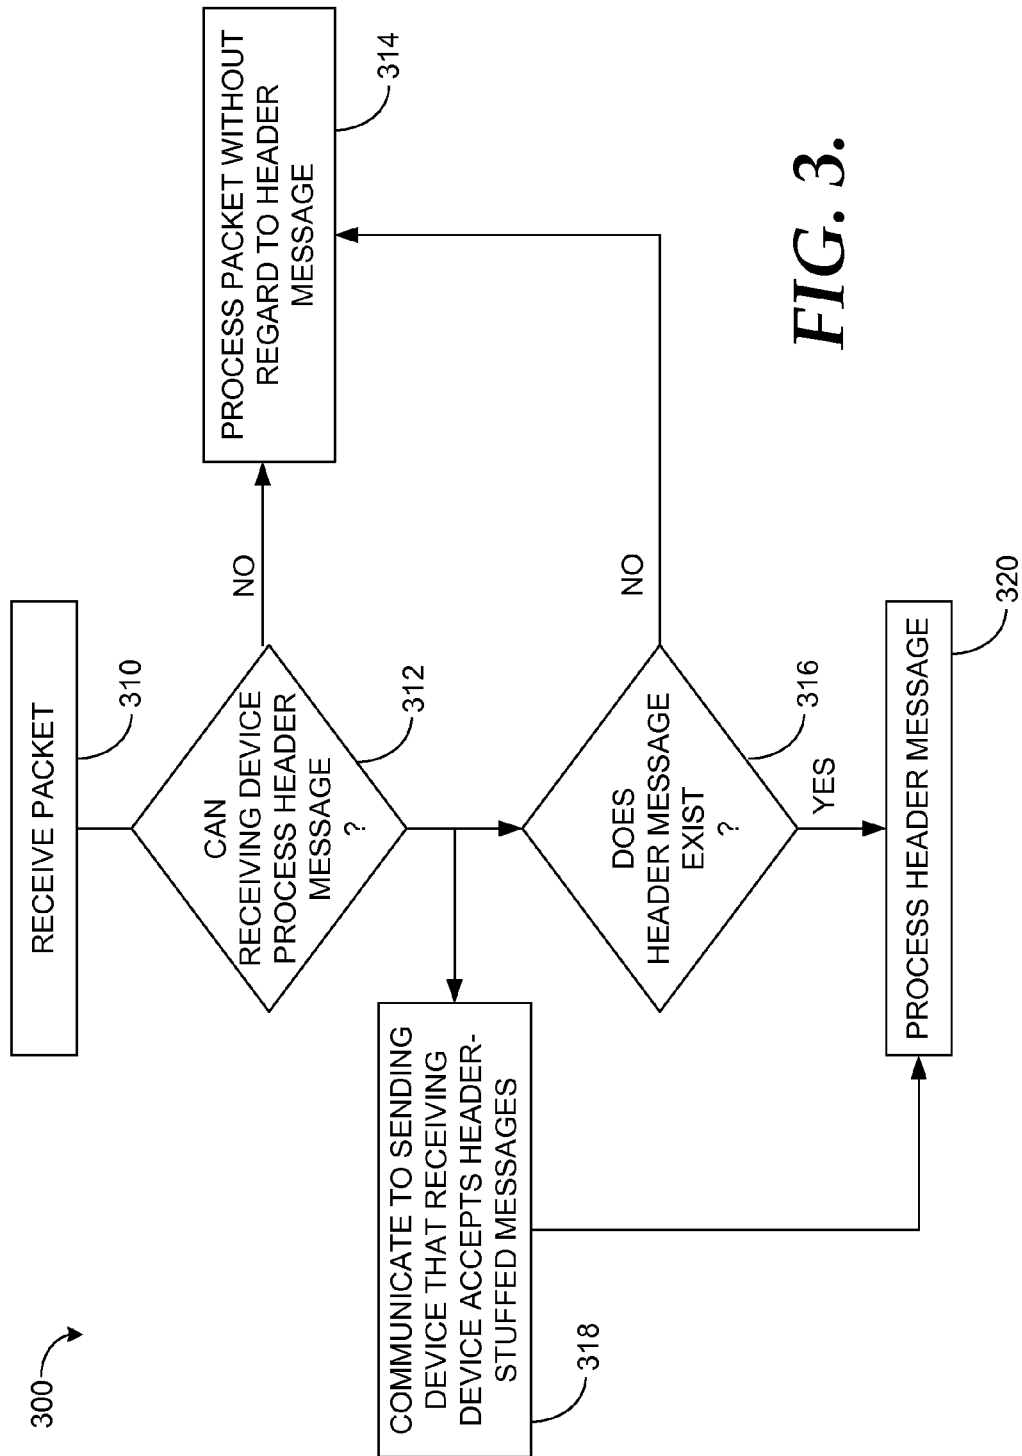 300
RECEIVE PACKET
310
CAN
RECEIVING DEVICE
PROCESS HEADER
MESSAGE
?
312
NO
PROCESS PACKET WITHOUT
REGARD TO HEADER
MESSAGE
314
COMMUNICATE TO SENDING
DEVICE THAT RECEIVING
DEVICE ACCEPTS HEADER-
STUFFED MESSAGES
318
DOES
HEADER MESSAGE
EXIST
?
316
NO
YES
PROCESS HEADER MESSAGE
320
FIG. 3.